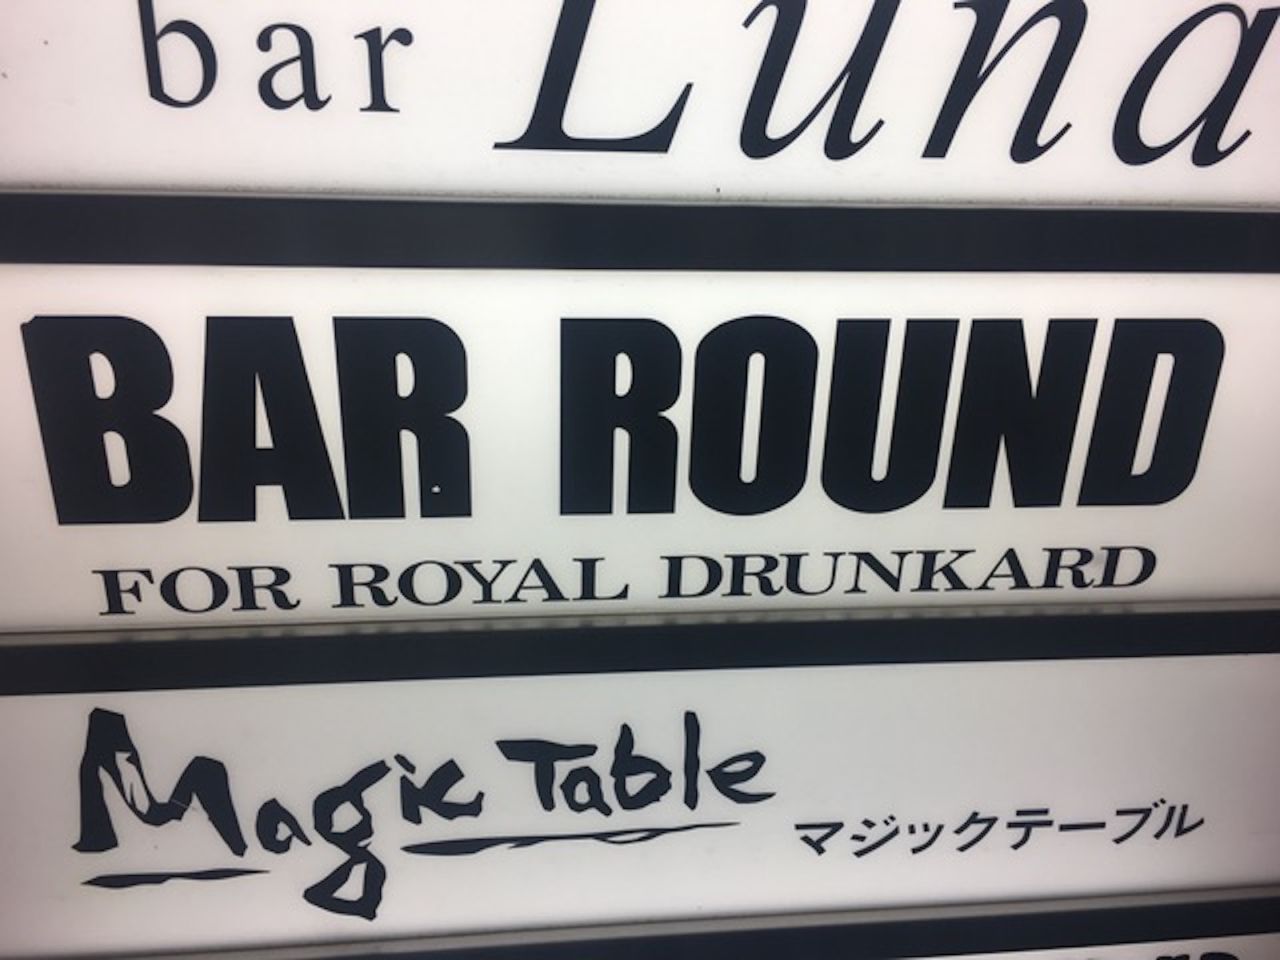 bar Luna
BAR ROUND
FOR ROYAL DRUNKARD
Magic Table マジックテーブル